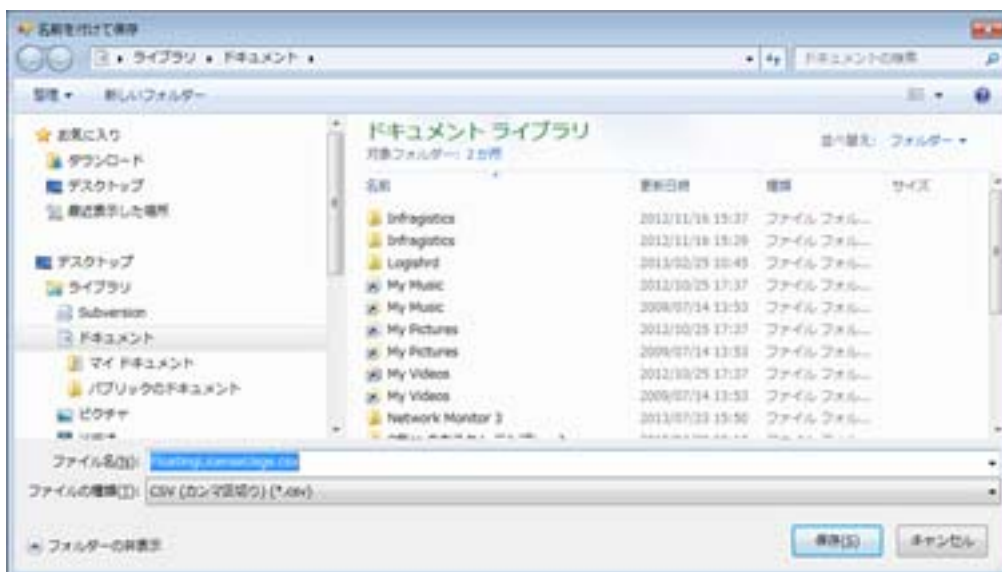 名前を付けて保存
ライブラリ ▸ ドキュメント ▸
ドキュメントの検索
整理 ▾ 新しいフォルダー
お気に入り
ダウンロード
デスクトップ
最近表示した場所
デスクトップ
ライブラリ
Subversion
ドキュメント
マイ ドキュメント
パブリックのドキュメント
ピクチャ
ドキュメント ライブラリ
対象フォルダー: 2か所
並べ替え: フォルダー ▾
名前 更新日時 種類 サイズ
Infragistics 2012/11/16 15:37 ファイル フォル...
Infragistics 2012/11/16 15:29 ファイル フォル...
Logishrd 2013/02/25 10:45 ファイル フォル...
My Music 2012/10/25 17:37 ファイル フォル...
My Music 2009/07/14 13:53 ファイル フォル...
My Pictures 2012/10/25 17:37 ファイル フォル...
My Pictures 2009/07/14 13:53 ファイル フォル...
My Videos 2012/10/25 17:37 ファイル フォル...
My Videos 2009/07/14 13:53 ファイル フォル...
Network Monitor 3 2013/07/23 15:50 ファイル フォル...
ファイル名(N): FloatingLicenseUsage.csv
ファイルの種類(T): CSV (カンマ区切り) (*.csv)
フォルダーの非表示
保存(S) キャンセル